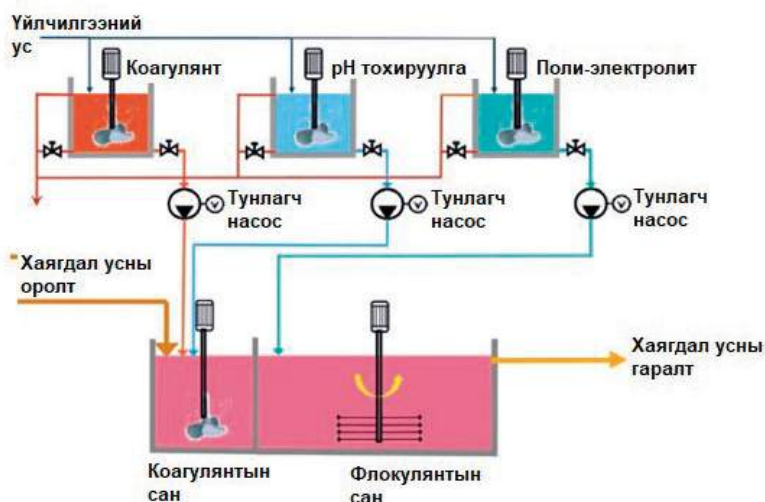 Үйлчилгээний
ус
Коагулянт
pH тохируулга
Поли-электролит
Тунлагч
насос
Тунлагч
насос
Тунлагч
насос
Хаягдал усны
оролт
Хаягдал усны
гаралт
Коагулянтын
сан
Флокулянтын
сан